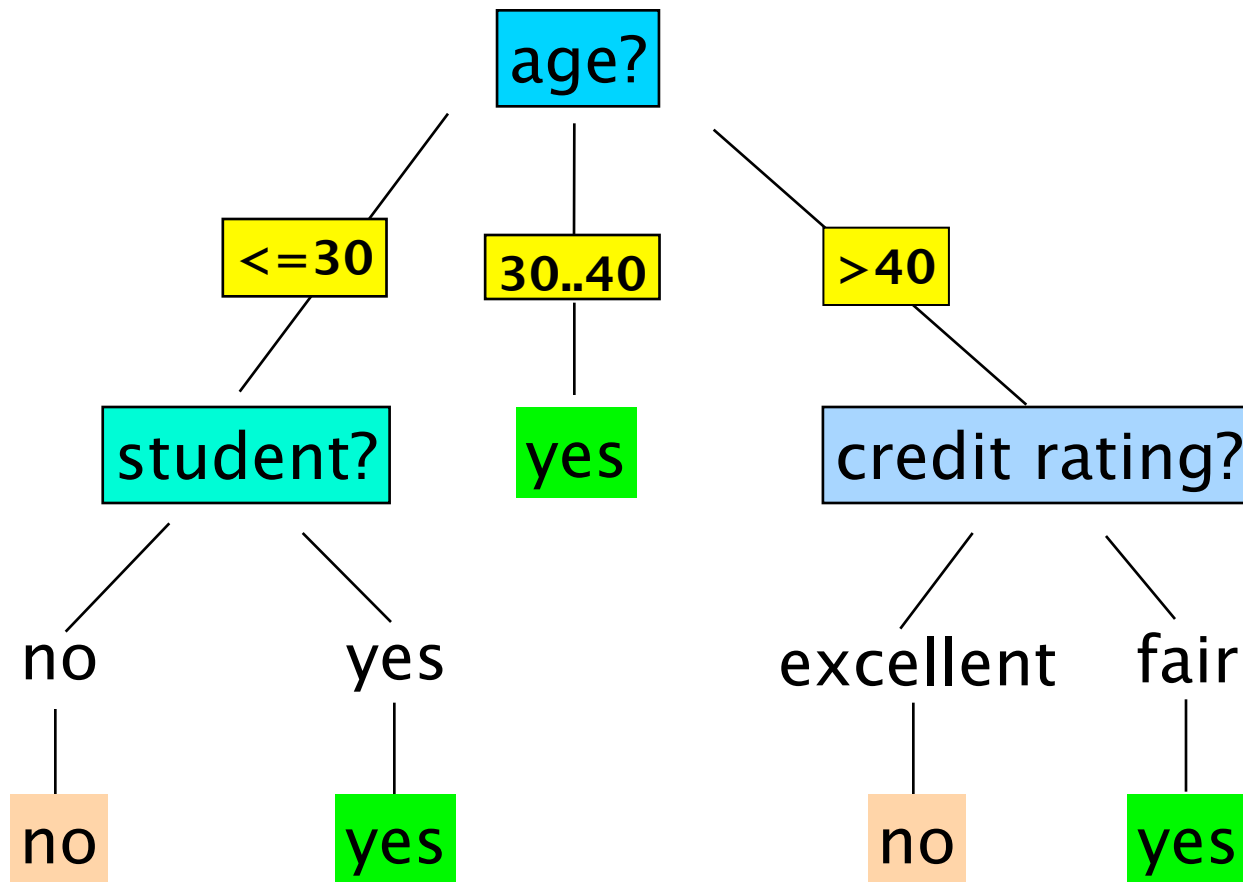 age?
<=30
30..40
>40
student?
yes
credit rating?
no
yes
excellent
fair
no
yes
no
yes